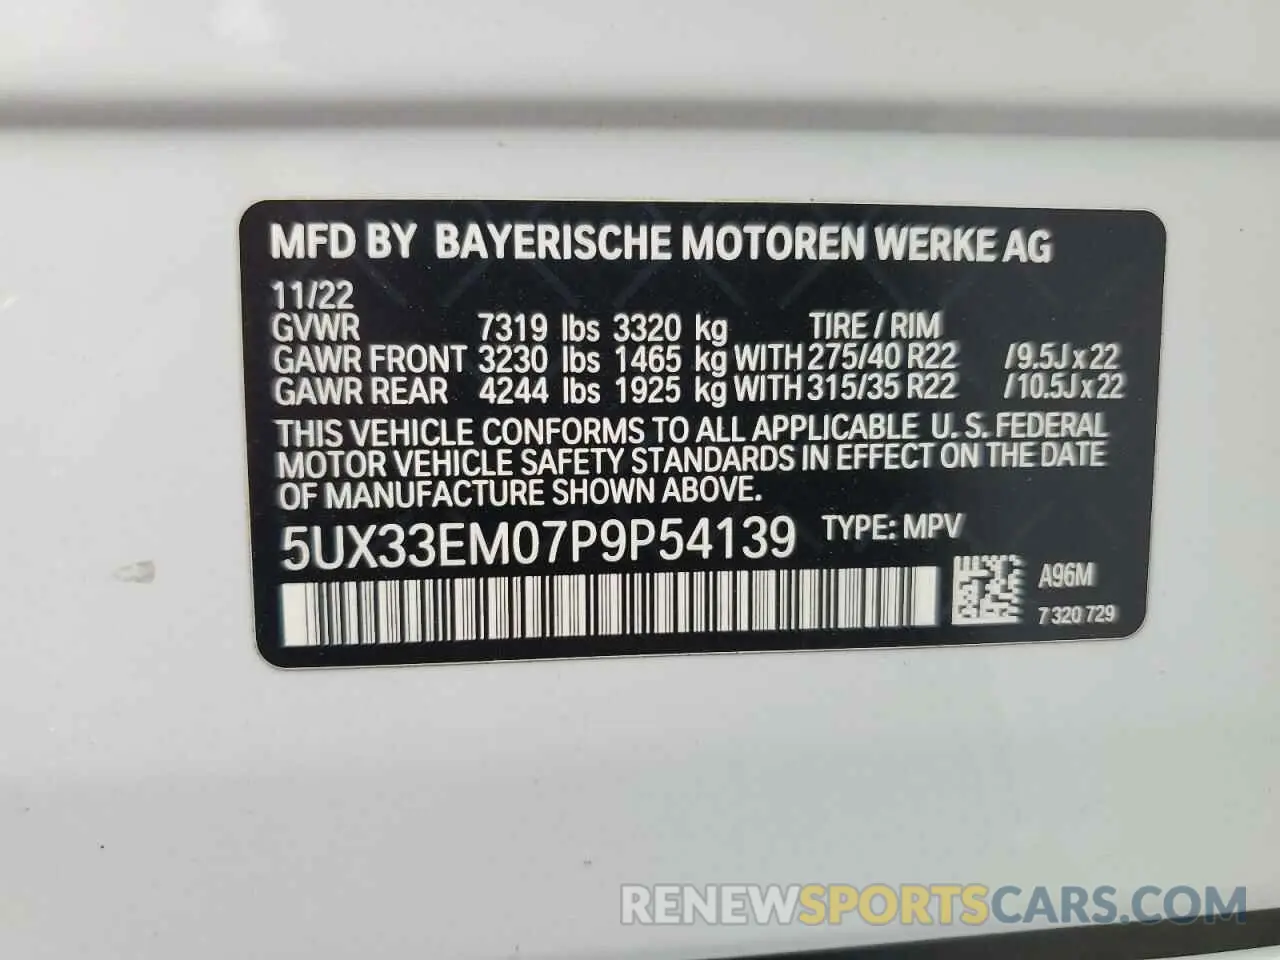 MFD BY BAYERISCHE MOTOREN WERKE AG
11/22
GVWR 7319 lbs 3320 kg TIRE / RIM
GAWR FRONT 3230 lbs 1465 kg WITH 275/40 R22 /9.5J x 22
GAWR REAR 4244 lbs 1925 kg WITH 315/35 R22 /10.5J x 22
THIS VEHICLE CONFORMS TO ALL APPLICABLE U. S. FEDERAL
MOTOR VEHICLE SAFETY STANDARDS IN EFFECT ON THE DATE
OF MANUFACTURE SHOWN ABOVE.
5UX33EM07P9P54139 TYPE: MPV
A96M
7 320 729
RENEWSPORTSCARS.COM